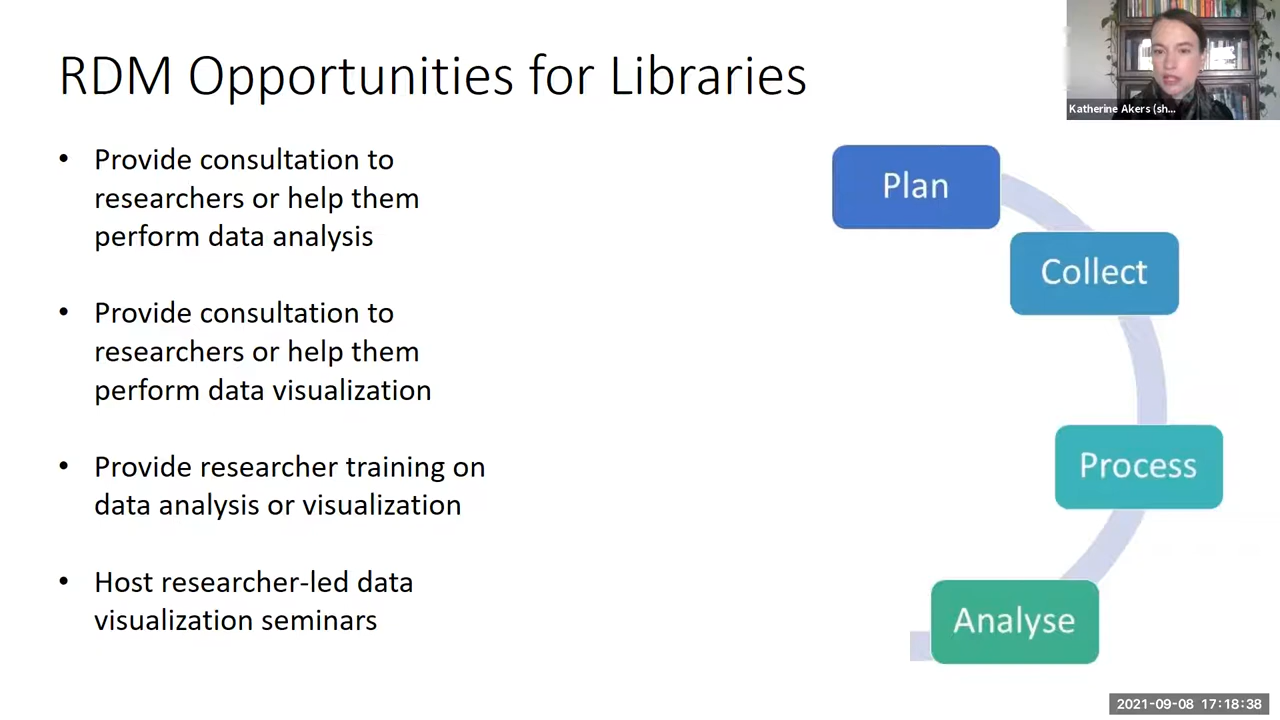 RDM Opportunities for Libraries
Katherine Akers (sh...
• Provide consultation to
researchers or help them
perform data analysis
• Provide consultation to
researchers or help them
perform data visualization
• Provide researcher training on
data analysis or visualization
• Host researcher-led data
visualization seminars
Plan
Collect
Process
Analyse
2021-09-08 17:18:38